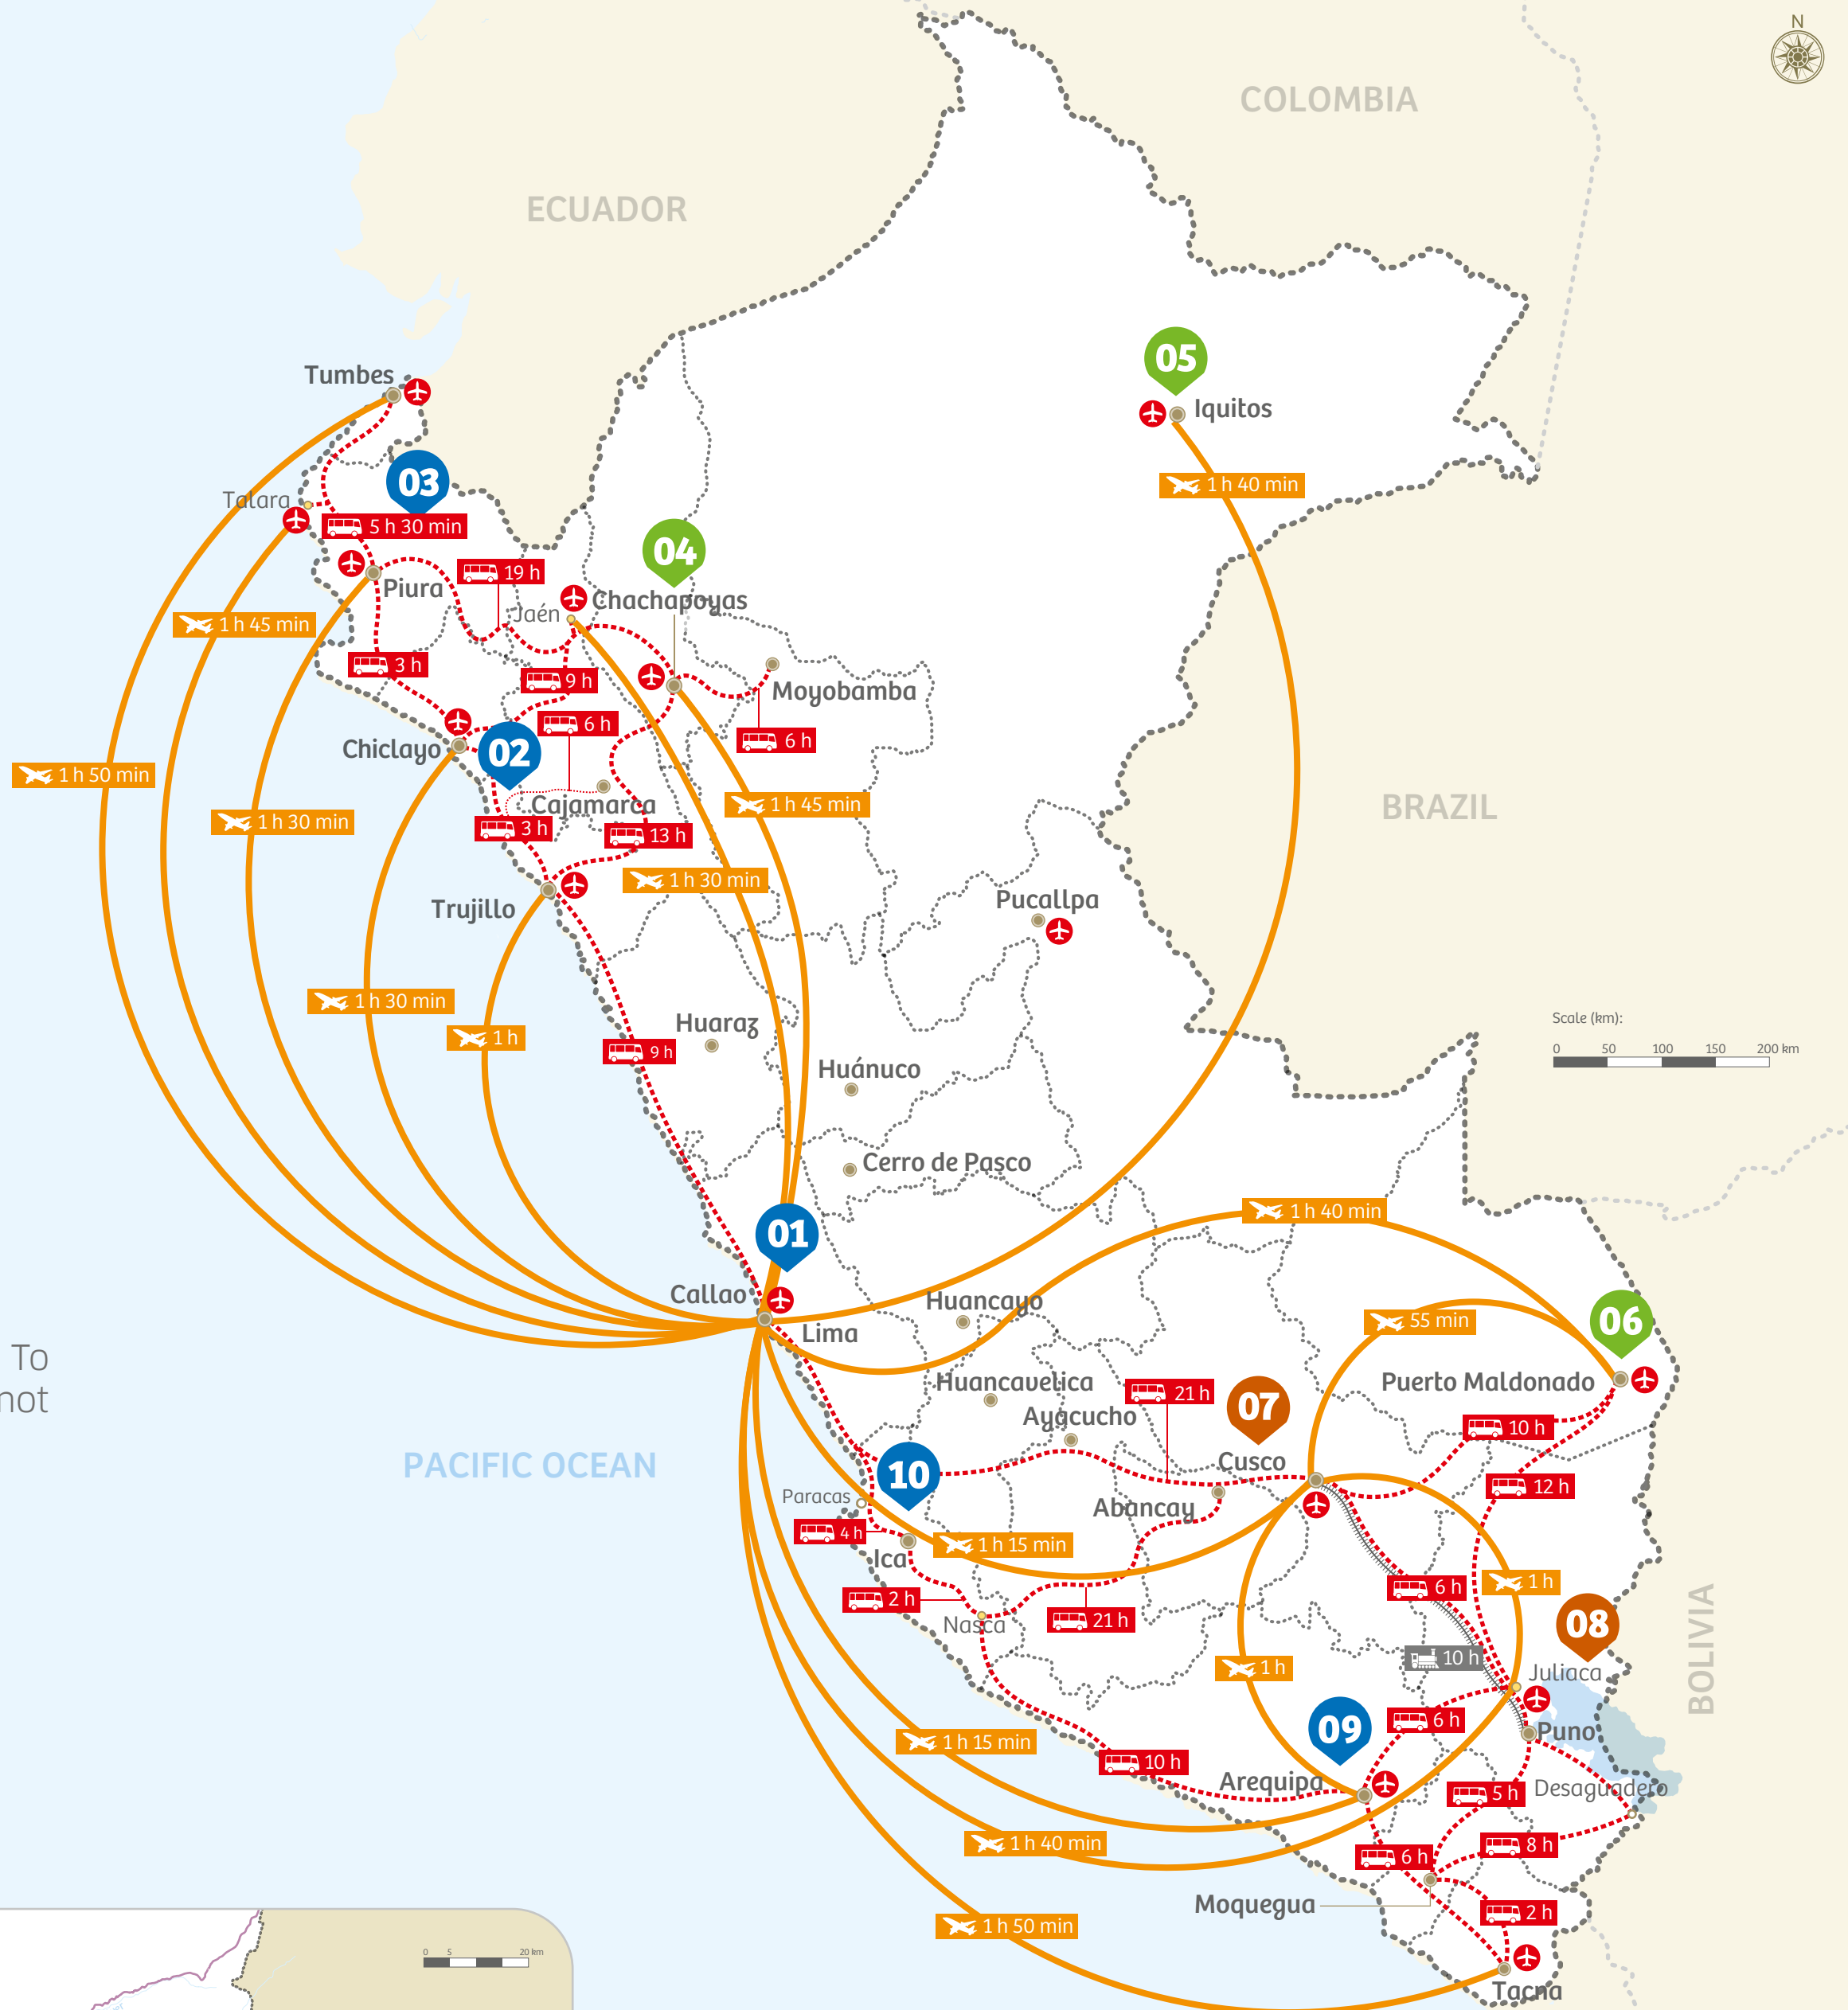 N
COLOMBIA
ECUADOR
05
Tumbes
Iquitos
03
1 h 40 min
Talara
5 h 30 min
04
19 h
Piura
Chachapoyas
Jaén
1 h 45 min
3 h
9 h
Moyobamba
6 h
6 h
Chiclayo
02
1 h 50 min
Cajamarca
1 h 45 min
BRAZIL
1 h 30 min
3 h
13 h
1 h 30 min
Pucallpa
Trujillo
1 h 30 min
Huaraz
Scale (km):
0 50 100 150 200 km
1 h
9 h
Huánuco
Cerro de Pasco
1 h 40 min
01
Callao
Huancayo
Lima
55 min
06
To
not
Huancavelica
21 h
Puerto Maldonado
07
Ayacucho
10 h
PACIFIC OCEAN
Cusco
10
12 h
Paracas
Abancay
4 h
1 h 15 min
Ica
6 h
1 h
2 h
21 h
Nasca
08
BOLIVIA
10 h
1 h
Juliaca
6 h
09
Puno
1 h 15 min
10 h
Arequipa
5 h
Desaguadero
1 h 40 min
8 h
6 h
Moquegua
2 h
1 h 50 min
0 5 20 km
Tacna